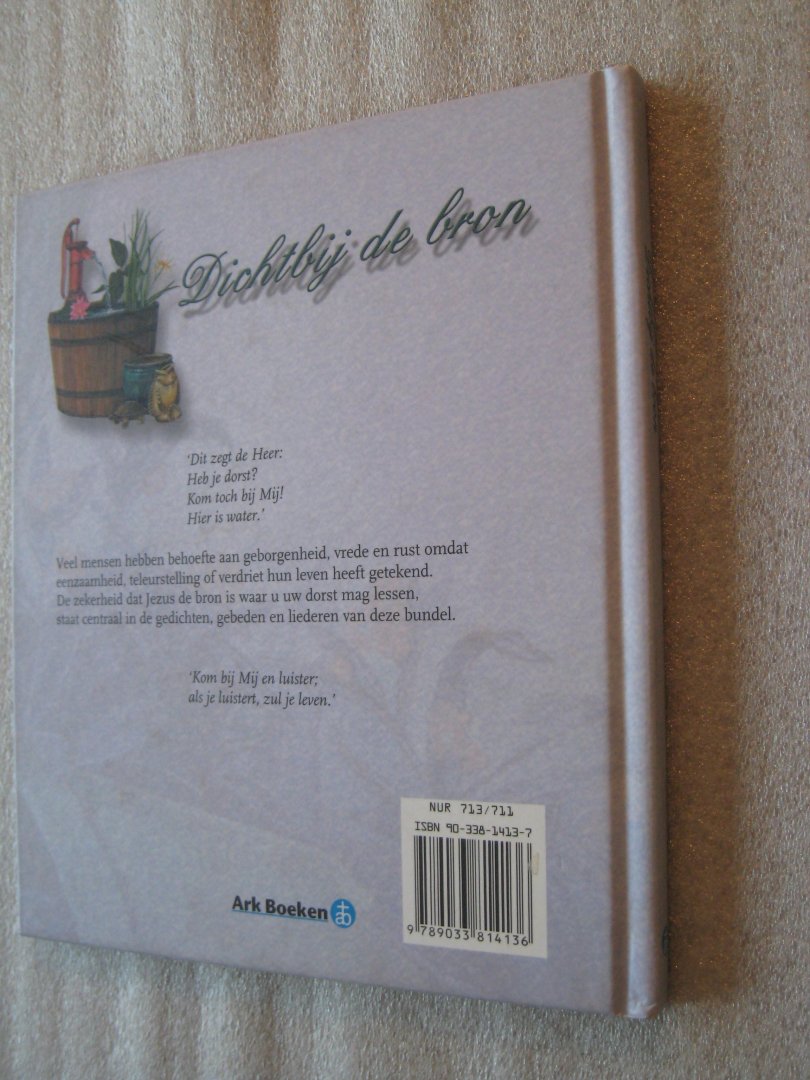 Dichtbij de bron
'Dit zegt de Heer:
Heb je dorst?
Kom toch bij Mij!
Hier is water.'
Veel mensen hebben behoefte aan geborgenheid, vrede en rust omdat
eenzaamheid, teleurstelling of verdriet hun leven heeft getekend.
De zekerheid dat Jezus de bron is waar u uw dorst mag lessen,
staat centraal in de gedichten, gebeden en liederen van deze bundel.
'Kom bij Mij en luister;
als je luistert, zul je leven.'
NUR 713/711
ISBN 90-338-1413-7
9 789033 814136
Ark Boeken